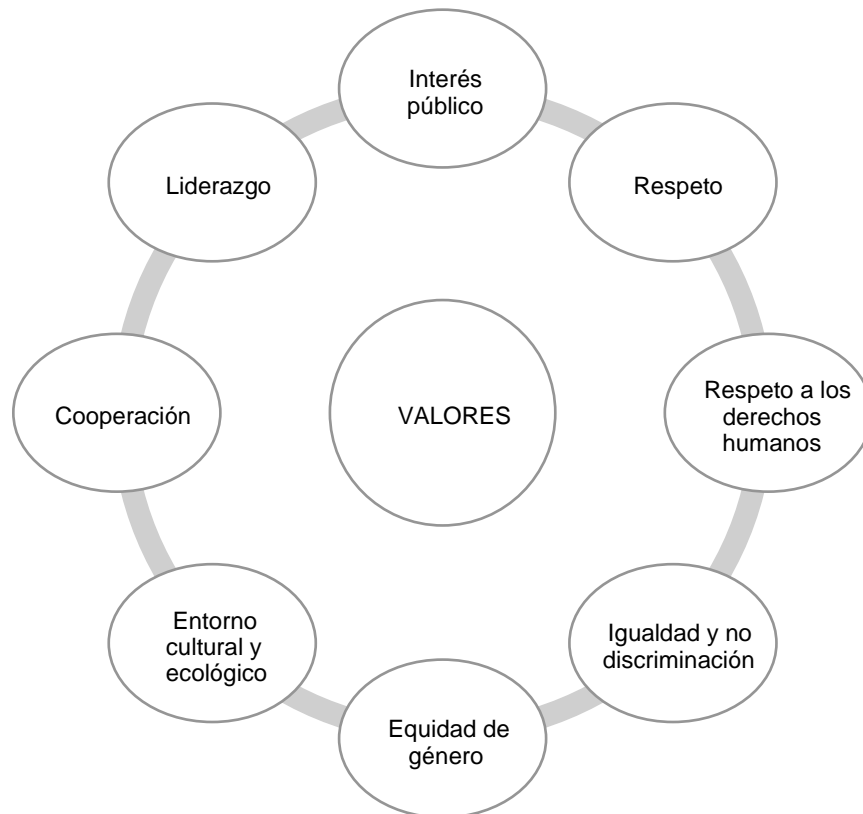 Interés
público
Respeto
Respeto a los
derechos
humanos
Igualdad y no
discriminación
Equidad de
género
Entorno
cultural y
ecológico
Cooperación
Liderazgo
VALORES